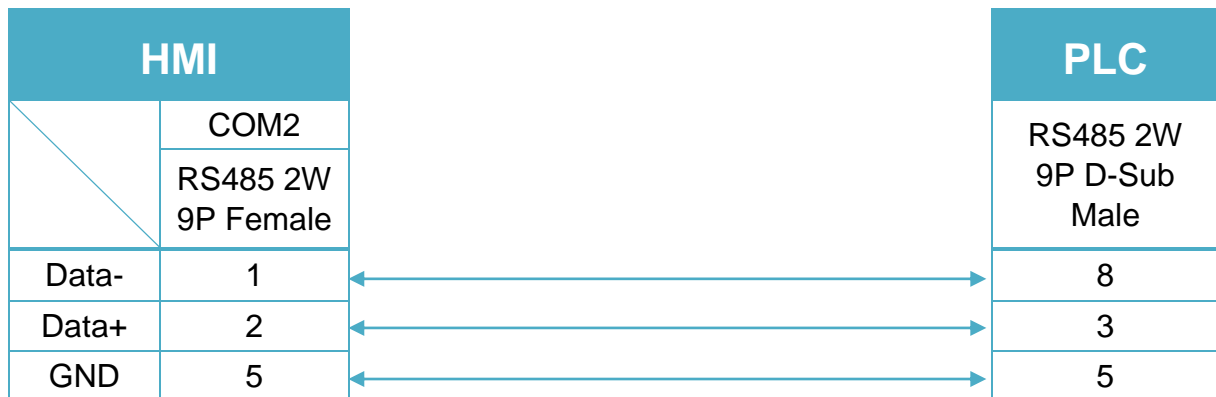 HMI
PLC
COM2
RS485 2W
9P Female
RS485 2W
9P D-Sub
Male
Data-
1
8
Data+
2
3
GND
5
5